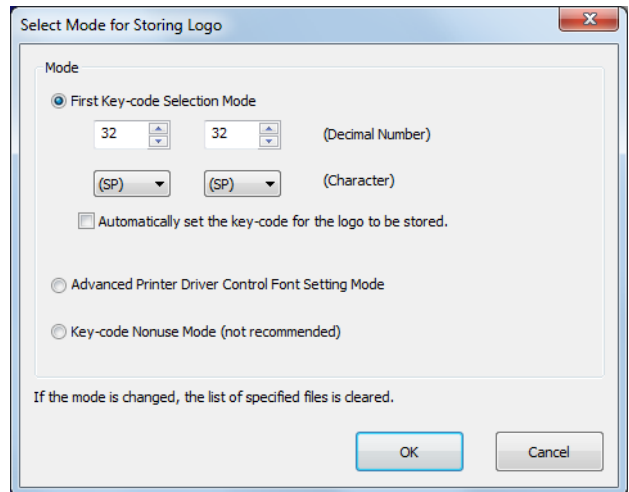 Select Mode for Storing Logo
Mode
First Key-code Selection Mode
32 32 (Decimal Number)
(SP) (SP) (Character)
Automatically set the key-code for the logo to be stored.
Advanced Printer Driver Control Font Setting Mode
Key-code Nonuse Mode (not recommended)
If the mode is changed, the list of specified files is cleared.
OK Cancel